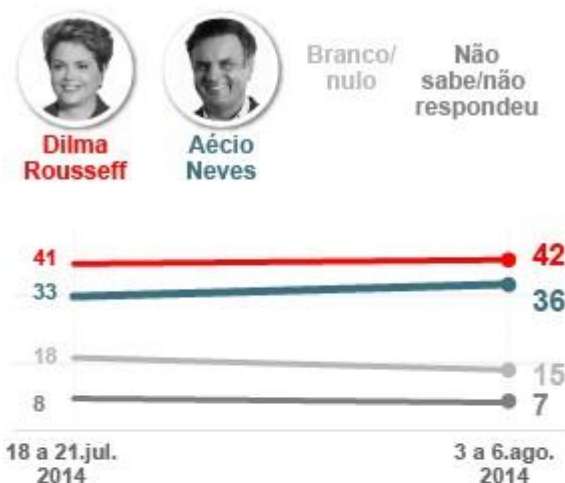 Dilma
Rousseff
Aécio
Neves
Branco/
nulo
Não
sabe/não
respondeu
41
42
33
36
18
15
8
7
18 a 21.jul.
2014
3 a 6.ago.
2014